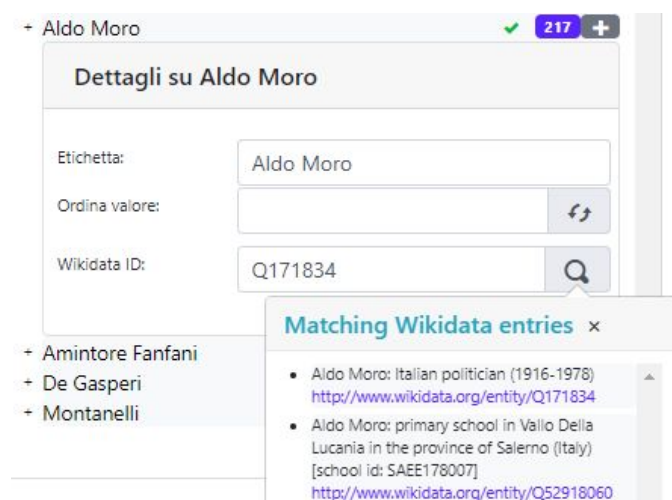 + Aldo Moro 217 +
Dettagli su Aldo Moro
Etichetta: Aldo Moro
Ordina valore:
Wikidata ID: Q171834
Matching Wikidata entries ×
+ Amintore Fanfani
+ De Gasperi
+ Montanelli
• Aldo Moro: Italian politician (1916-1978)
http://www.wikidata.org/entity/Q171834
• Aldo Moro: primary school in Vallo Della
Lucania in the province of Salerno (Italy)
[school id: SAEE178007]
http://www.wikidata.org/entity/Q52918060